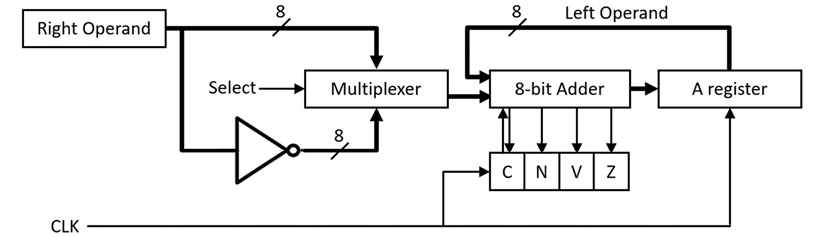 8
Right Operand
8
Left Operand
Select
Multiplexer
8-bit Adder
A register
8
C N V Z
CLK